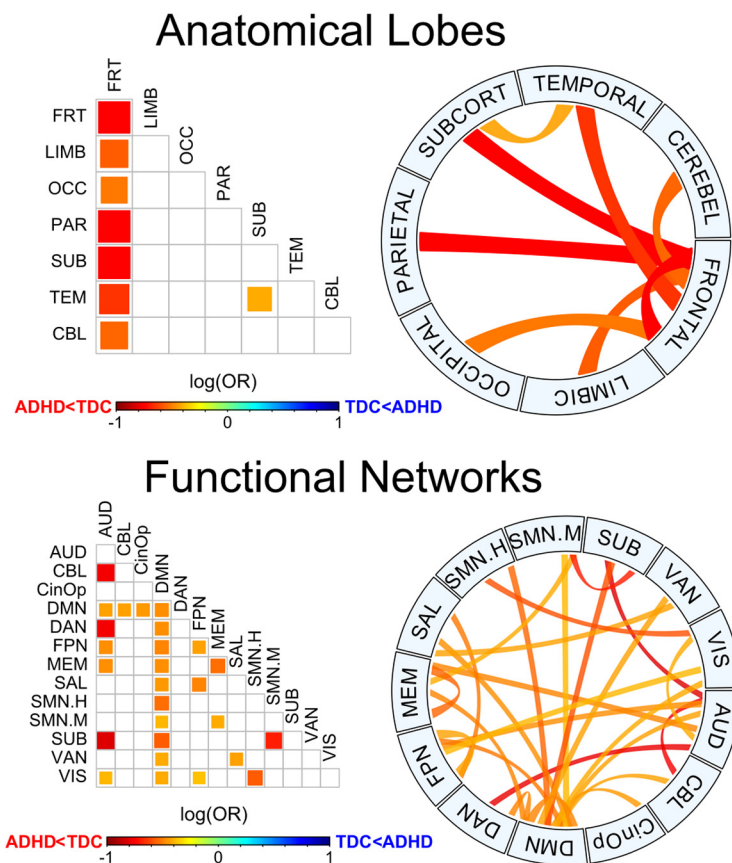 Anatomical Lobes
FRT
LIMB
OCC
PAR
SUB
TEM
CBL
FRT
LIMB
OCC
PAR
SUB
TEM
CBL
log(OR)
ADHD<TDC
TDC<ADHD
-1
0
1
SUBCORT
TEMPORAL
CEREBEL
FRONTAL
LIMBIC
OCCIPITAL
PARIETAL
Functional Networks
AUD
CBL
CinOp
DMN
DAN
FPN
MEM
SAL
SMN.H
SMN.M
SUB
VAN
VIS
AUD
CBL
CinOp
DMN
DAN
FPN
MEM
SAL
SMN.H
SMN.M
SUB
VAN
VIS
log(OR)
ADHD<TDC
TDC<ADHD
-1
0
1
SMN.H
SMN.M
SUB
VAN
VIS
AUD
CBL
CinOp
DMN
DAN
FPN
MEM
SAL